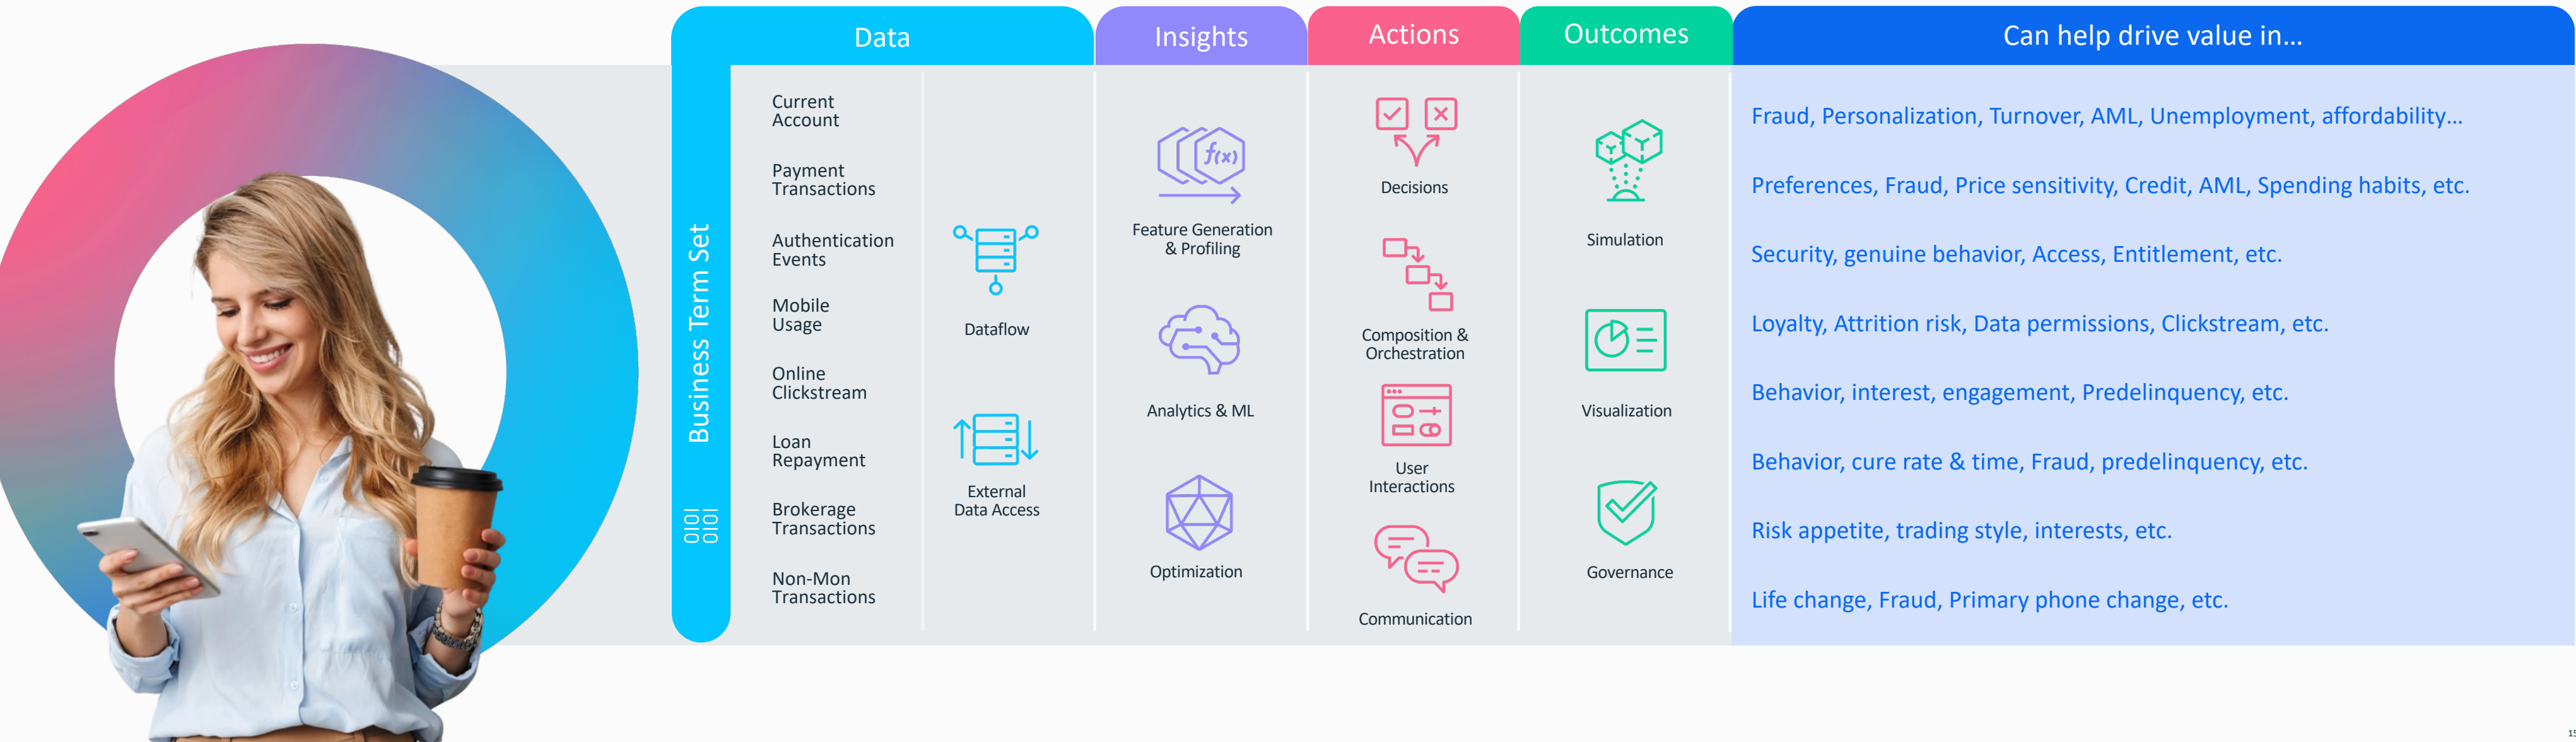 Data
Insights
Actions
Outcomes
Can help drive value in...
Business Term Set
0101
0101
Current
Account
Payment
Transactions
Authentication
Events
Mobile
Usage
Online
Clickstream
Loan
Repayment
Brokerage
Transactions
Non-Mon
Transactions
Dataflow
External
Data Access
f(x)
Feature Generation
& Profiling
Analytics & ML
Optimization
Decisions
Composition &
Orchestration
User
Interactions
Communication
Simulation
Visualization
Governance
Fraud, Personalization, Turnover, AML, Unemployment, affordability...
Preferences, Fraud, Price sensitivity, Credit, AML, Spending habits, etc.
Security, genuine behavior, Access, Entitlement, etc.
Loyalty, Attrition risk, Data permissions, Clickstream, etc.
Behavior, interest, engagement, Predelinquency, etc.
Behavior, cure rate & time, Fraud, predelinquency, etc.
Risk appetite, trading style, interests, etc.
Life change, Fraud, Primary phone change, etc.
15